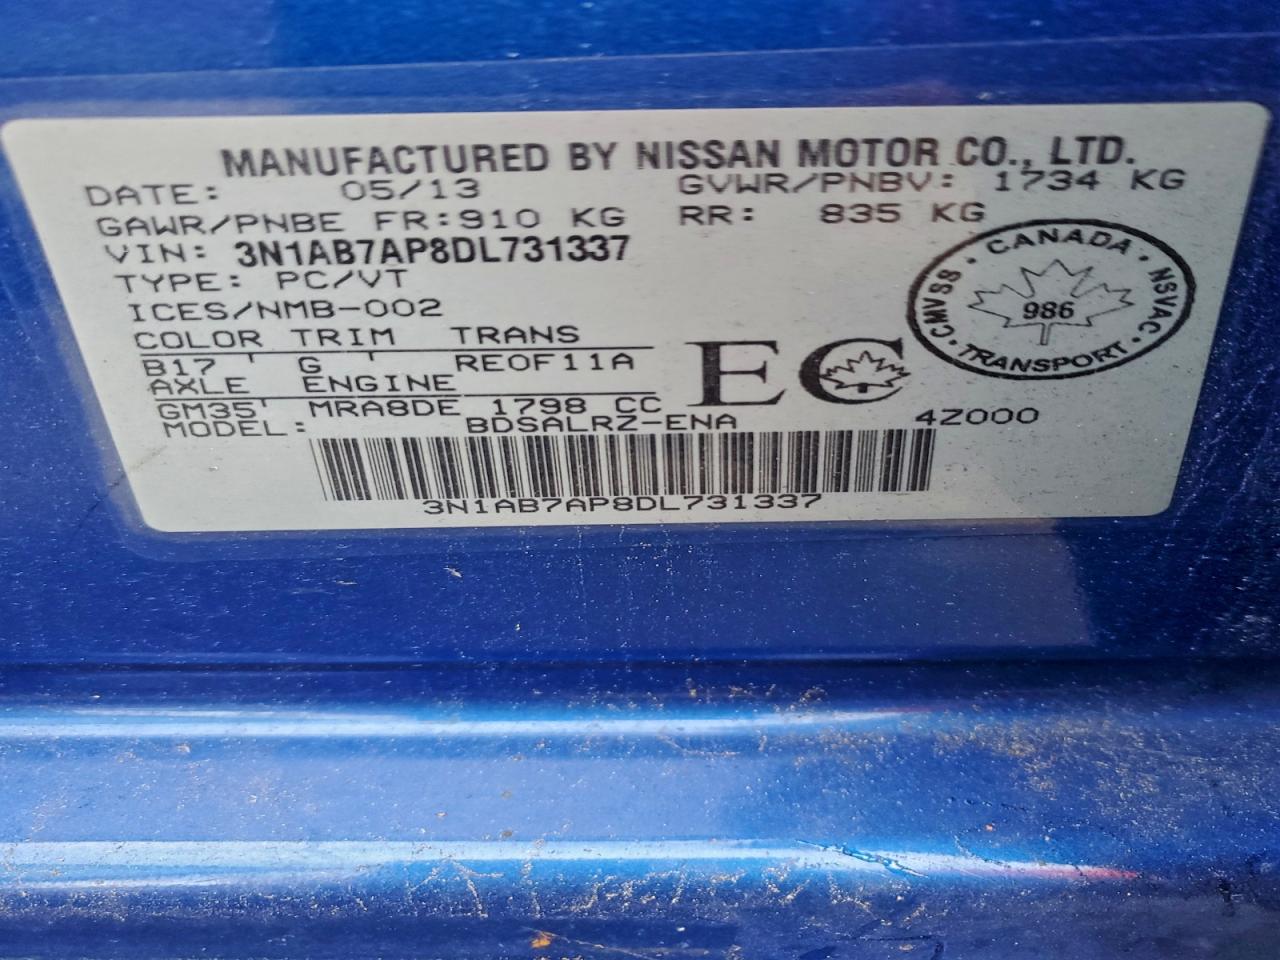 MANUFACTURED BY NISSAN MOTOR CO., LTD.
DATE: 05/13 GVWR/PNBV: 1734 KG
GAWR/PNBE FR:910 KG RR: 835 KG
VIN: 3N1AB7AP8DL731337
TYPE: PC/VT
ICES/NMB-002
COLOR TRIM TRANS
B17 ' G ' RE0F11A
AXLE ENGINE
GM35' MRA8DE 1798 CC
MODEL: BDSALRZ-ENA 4Z000
3N1AB7AP8DL731337
EC
CANADA · NSVAC · TRANSPORT · CMVSS ·
986